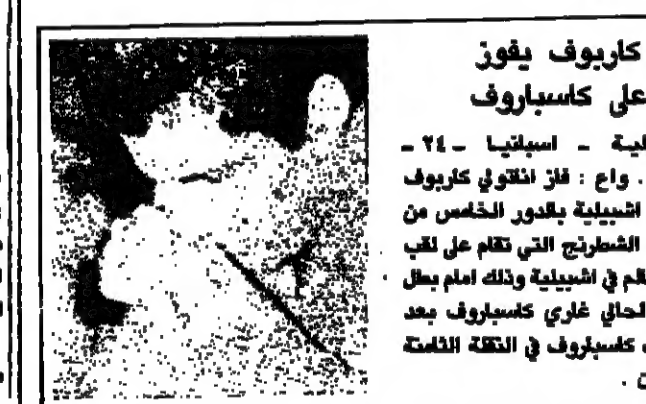 كاربوف يفوز
على كاسباروف
ـ اسبانيا ـ ٢٤ ـ
. واع : فاز اناتولي كاربوف
اشبيلية بالدور الخامس من
الشطرنج التي تقام على لقب
في اشبيلية وذلك امام بطل
الحالي غاري كاسباروف بعد
كاسباروف في النقلة الثامنة